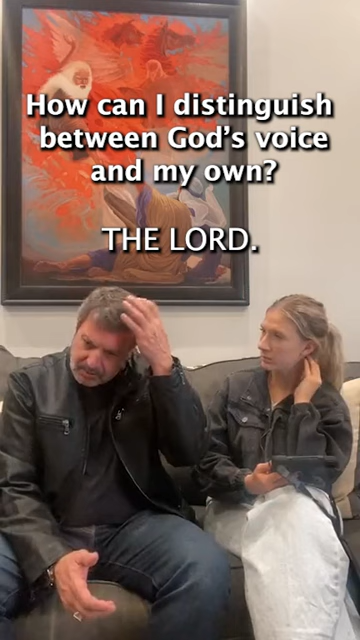 How can I distinguish
between God's voice
and my own?
THE LORD.